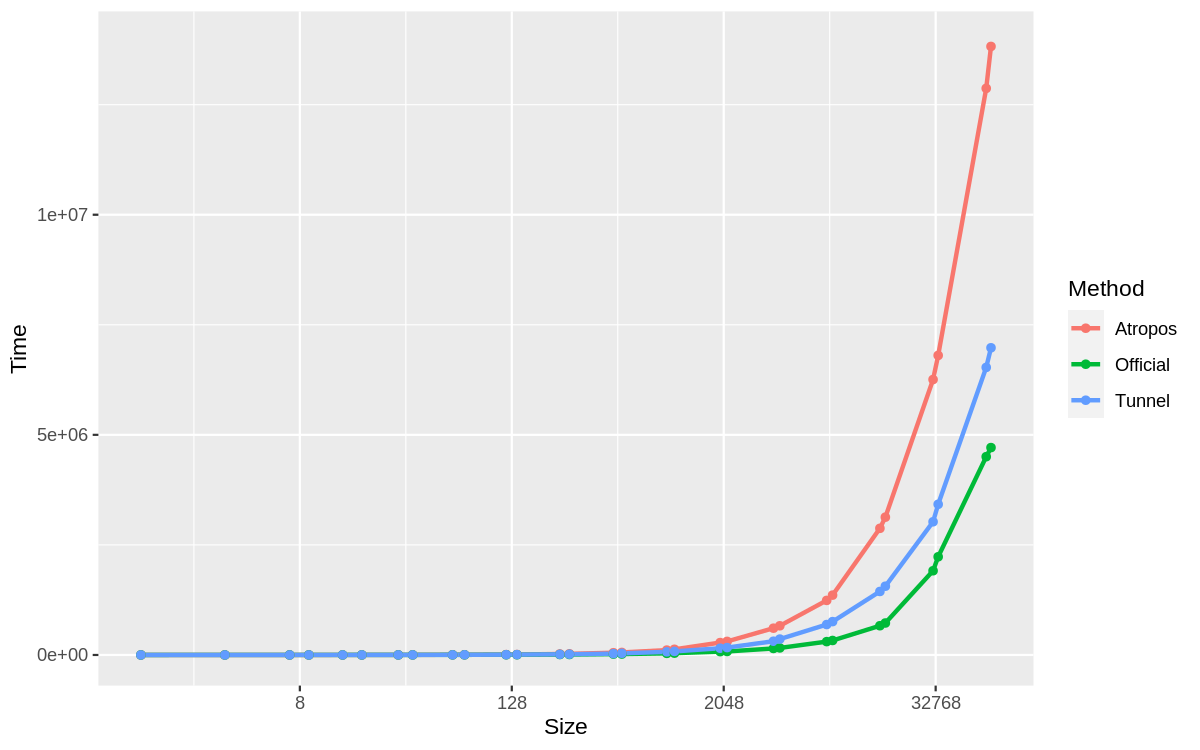 1e+07
5e+06
0e+00
Time
8 128 2048 32768
Size
Method
Atropos
Official
Tunnel